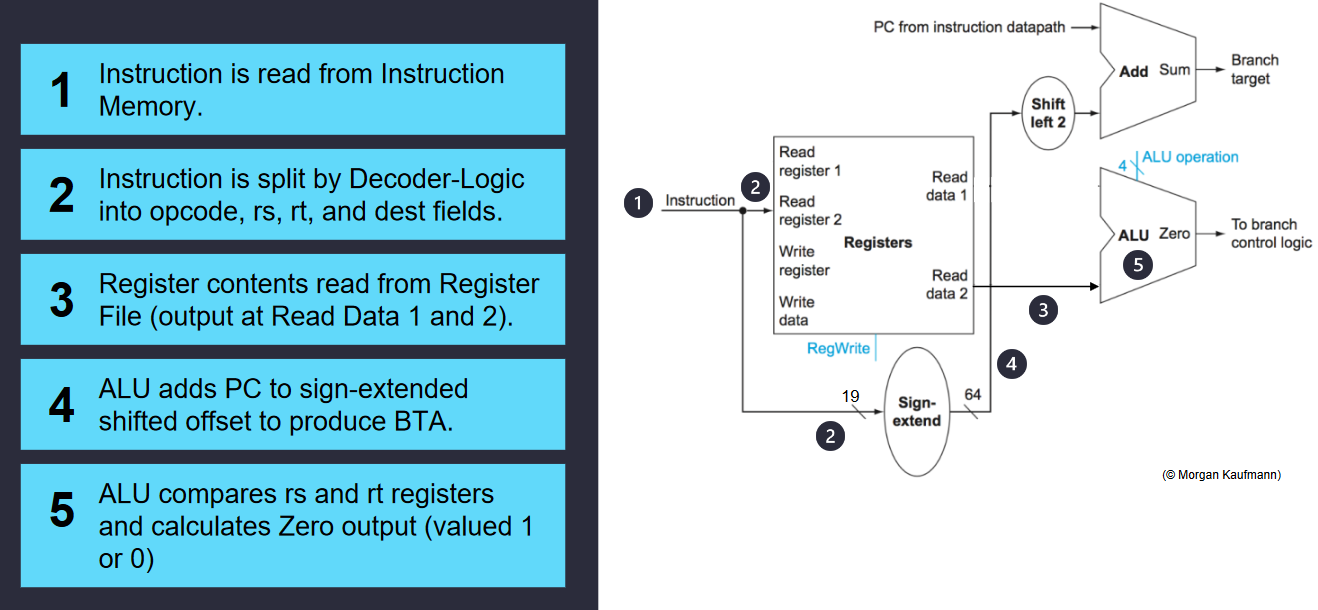 1
Instruction is read from Instruction
Memory.
2
Instruction is split by Decoder-Logic
into opcode, rs, rt, and dest fields.
3
Register contents read from Register
File (output at Read Data 1 and 2).
4
ALU adds PC to sign-extended
shifted offset to produce BTA.
5
ALU compares rs and rt registers
and calculates Zero output (valued 1
or 0)
PC from instruction datapath
Add Sum
Branch
target
Shift
left 2
4
ALU operation
1
Instruction
2
Read
register 1
Read
register 2
Write
register
Write
data
Registers
Read
data 1
Read
data 2
RegWrite
ALU Zero
5
To branch
control logic
3
4
19
Sign-
extend
64
2
(© Morgan Kaufmann)